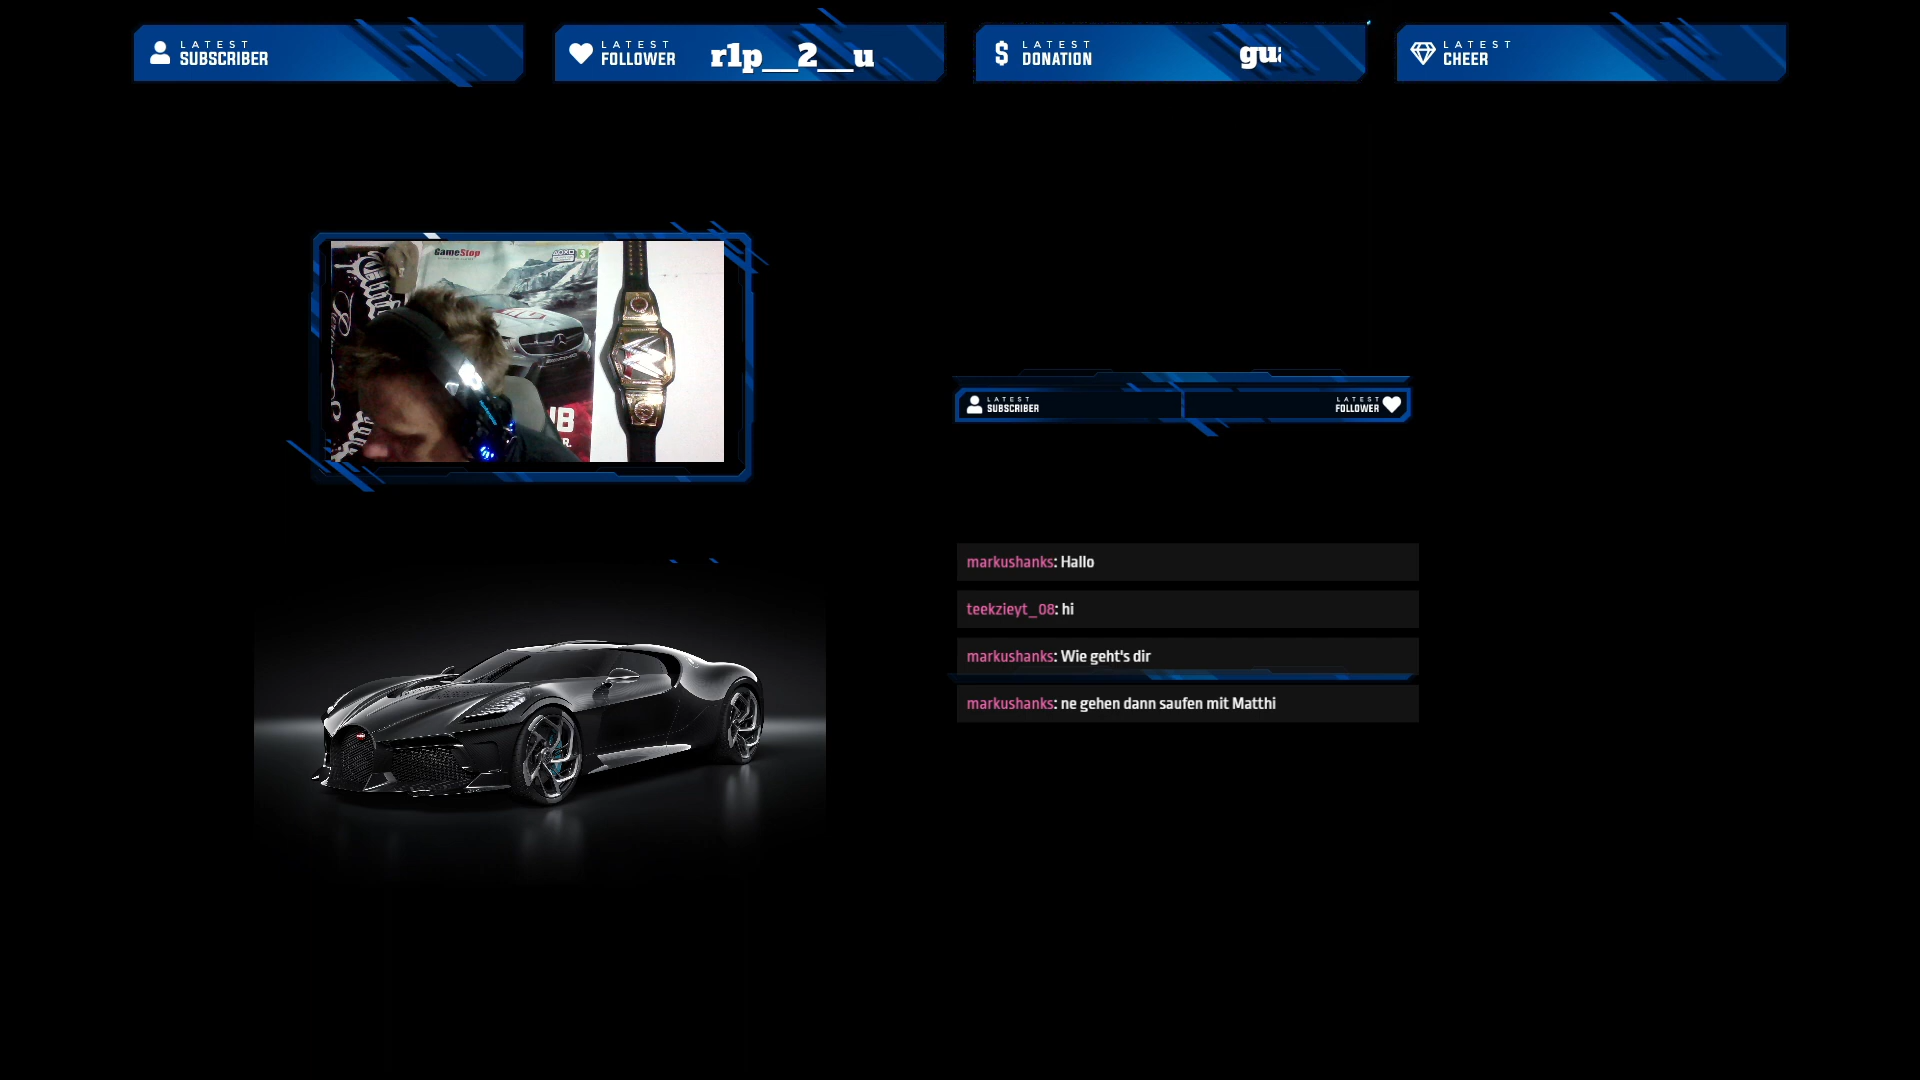 LATEST
SUBSCRIBER
LATEST
FOLLOWER
r1p__2__u
LATEST
DONATION
LATEST
CHEER
GameStop
3
LATEST
SUBSCRIBER
LATEST
FOLLOWER
markushanks: Hallo
teekzieyt_08: hi
markushanks: Wie geht's dir
markushanks: ne gehen dann saufen mit Matthi